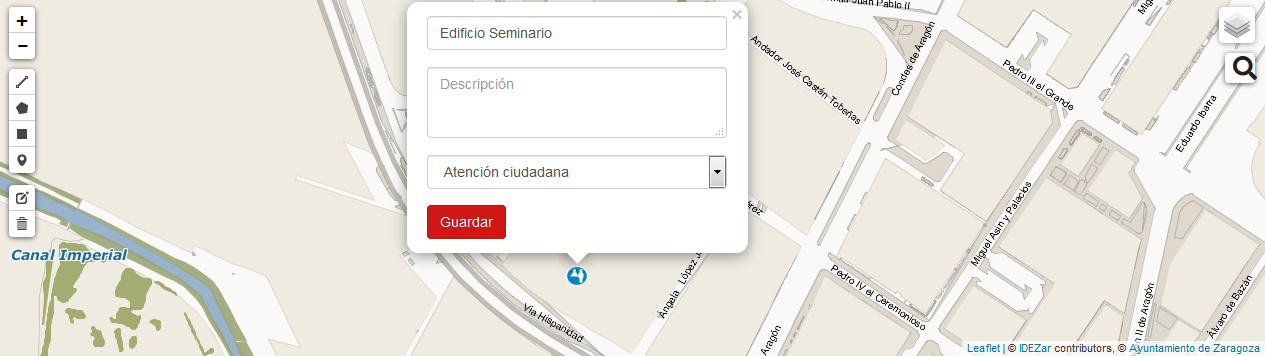 +
−
Edificio Seminario
×
Descripción
Atención ciudadana
Guardar
Canal Imperial
Vía Hispanidad
Ángela López J
érez
Juan Pablo II
Andador José Castán Tobeñas
Condes de Aragón
Pedro III el Grande
Eduardo Ibarra
Miguel Asín y Palacios
Pedro IV el Ceremonioso
Aragón
n II de Aragón
Álvaro de Bazán
Leaflet | © IDEZar contributors, © Ayuntamiento de Zaragoza